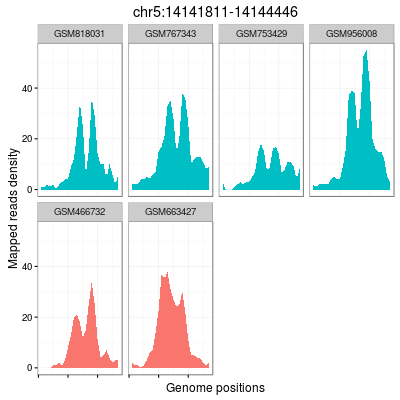 chr5:14141811-14144446
GSM818031 GSM767343 GSM753429 GSM956008
40
20
0
GSM466732 GSM663427
40
20
0
Mapped reads density
Genome positions